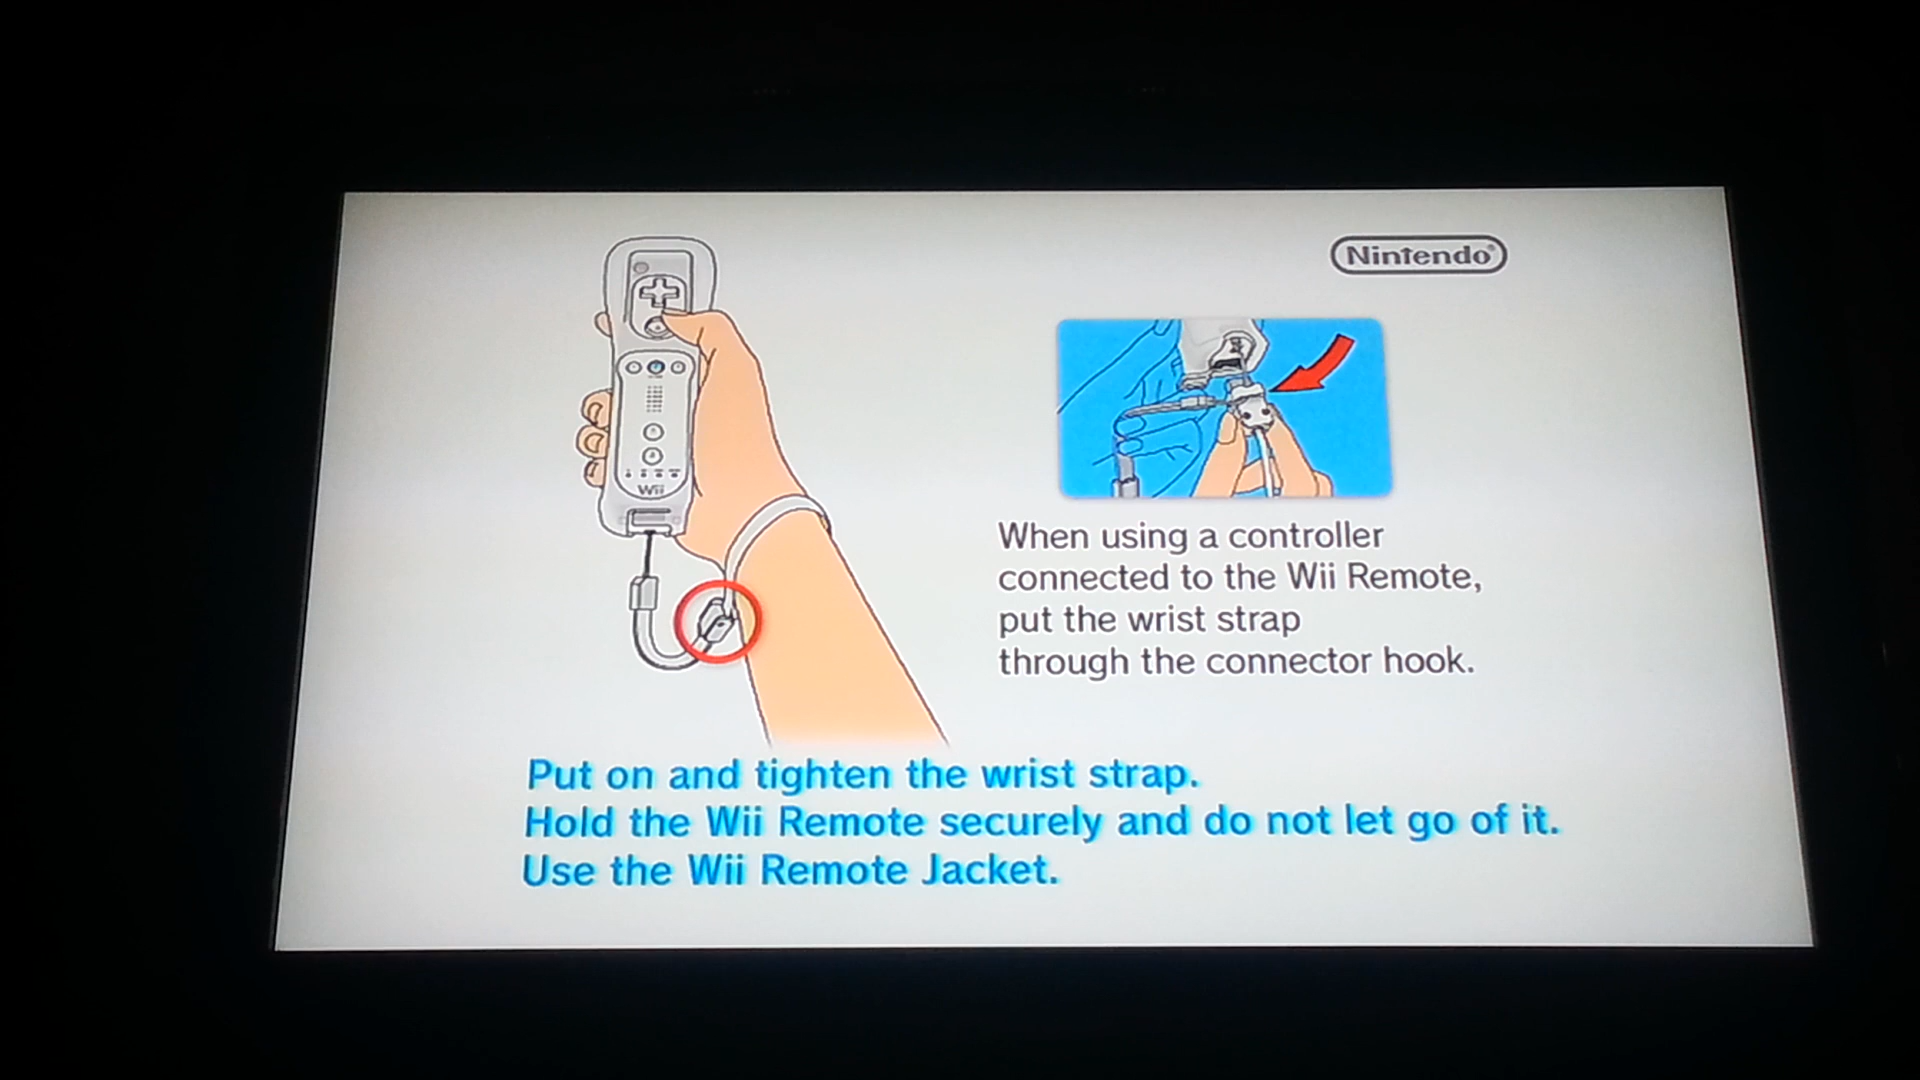 Nintendo®
Wii
When using a controller
connected to the Wii Remote,
put the wrist strap
through the connector hook.
Put on and tighten the wrist strap.
Hold the Wii Remote securely and do not let go of it.
Use the Wii Remote Jacket.